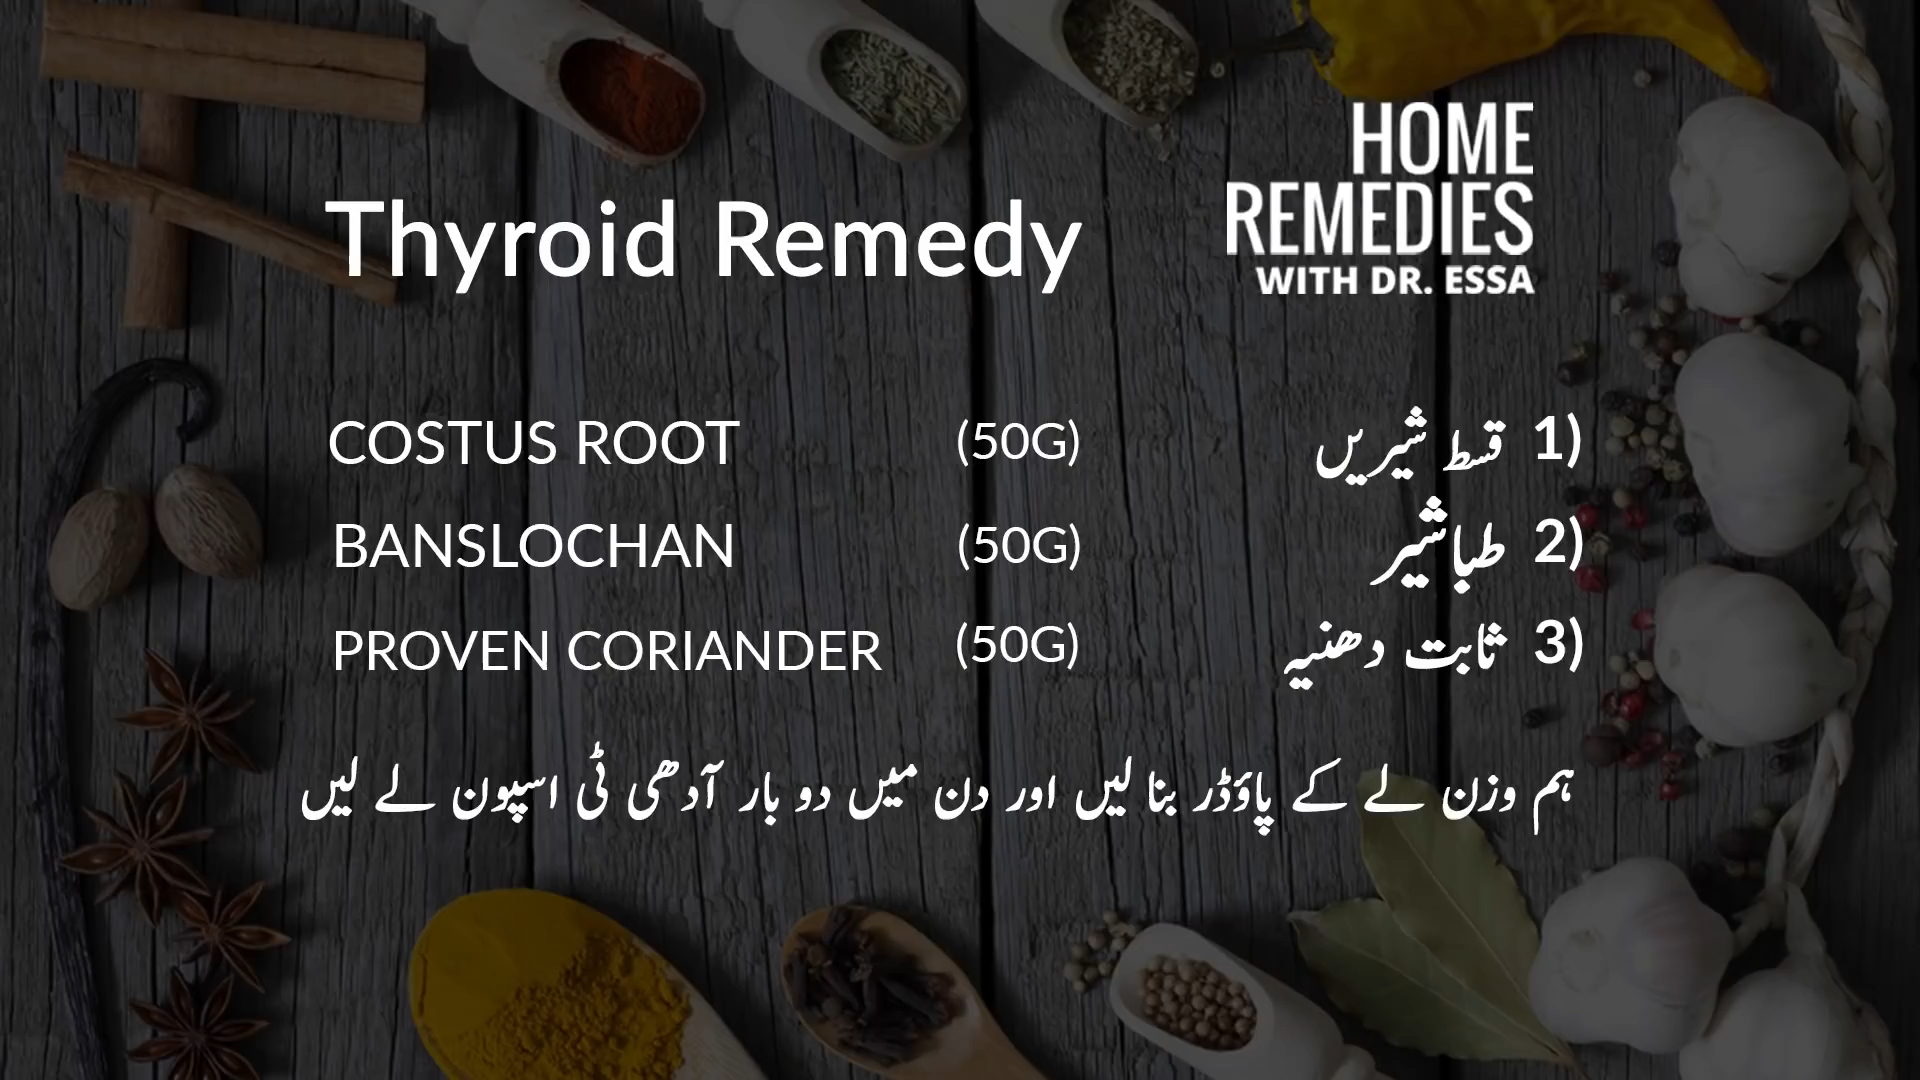 Thyroid Remedy
HOME
REMEDIES
WITH DR. ESSA
COSTUS ROOT (50G) قسط شیریں 1)
BANSLOCHAN (50G) طباشیر 2)
PROVEN CORIANDER (50G) ثابت دھنیہ 3)
ہم وزن لے کے پاؤڈر بنا لیں اور دن میں دو بار آدھی ٹی اسپون لے لیں